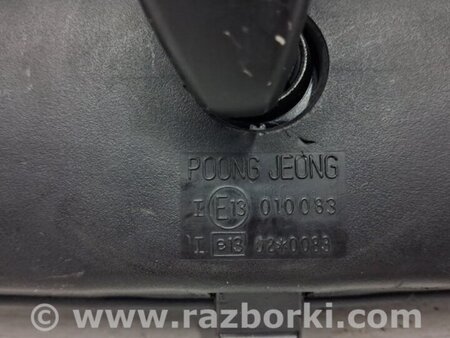 POONG JEONG
I E13 010083
I e13 02*0083
www.razborki.com